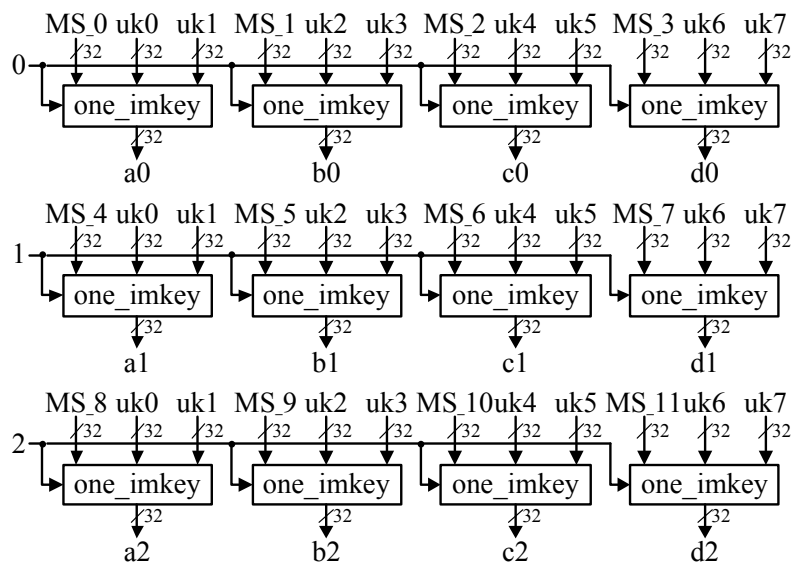 MS_0 uk0 uk1 MS_1 uk2 uk3 MS_2 uk4 uk5 MS_3 uk6 uk7
32 32 32 32 32 32 32 32 32 32 32 32
0
one_imkey one_imkey one_imkey one_imkey
32 32 32 32
a0 b0 c0 d0
MS_4 uk0 uk1 MS_5 uk2 uk3 MS_6 uk4 uk5 MS_7 uk6 uk7
32 32 32 32 32 32 32 32 32 32 32 32
1
one_imkey one_imkey one_imkey one_imkey
32 32 32 32
a1 b1 c1 d1
MS_8 uk0 uk1 MS_9 uk2 uk3 MS_10 uk4 uk5 MS_11 uk6 uk7
32 32 32 32 32 32 32 32 32 32 32 32
2
one_imkey one_imkey one_imkey one_imkey
32 32 32 32
a2 b2 c2 d2